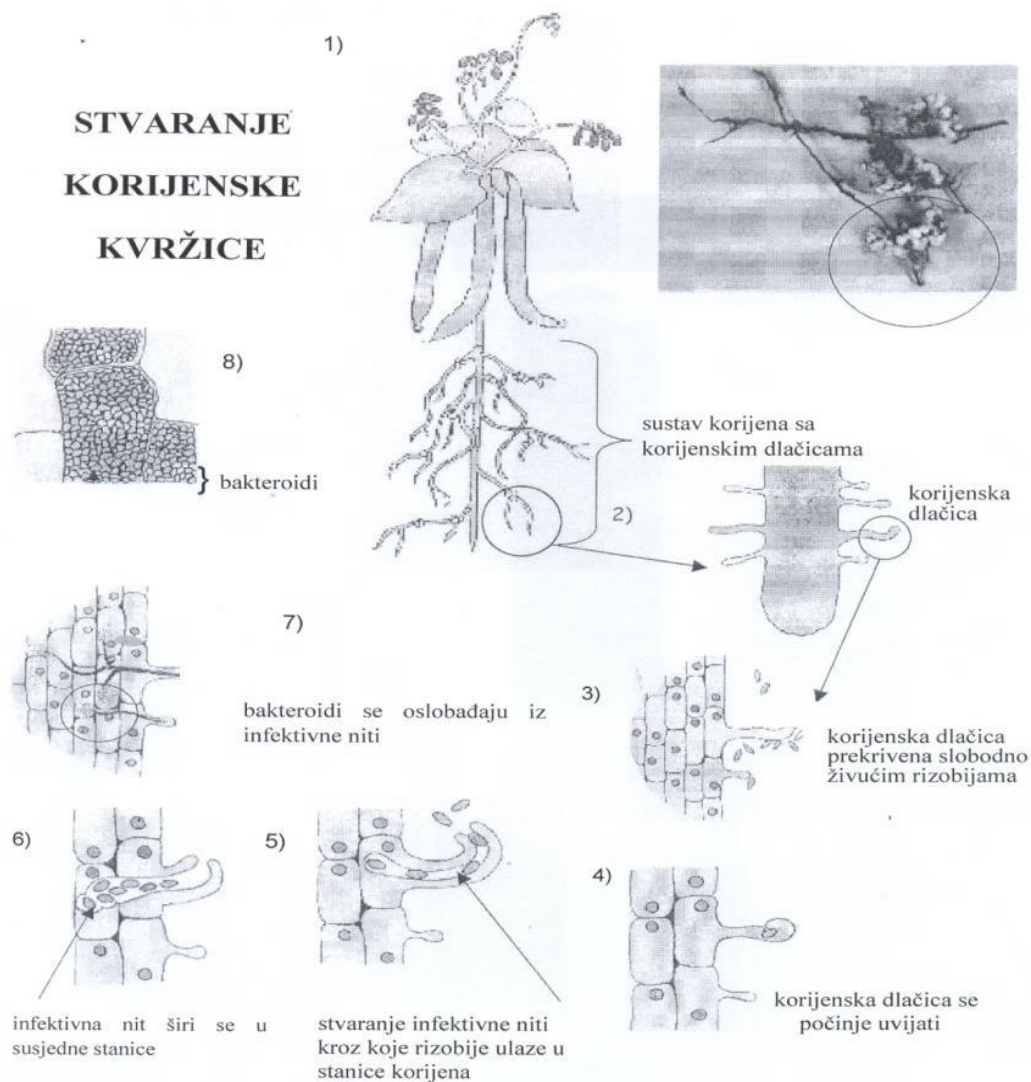 STVARANJE
KORIJENSKE
KVRŽICE
1)
sustav korijena sa
korijenskim dlačicama
2)
korijenska
dlačica
3)
korijenska dlačica
prekrivena slobodno
živućim rizobijama
4)
korijenska dlačica se
počinje uvijati
5)
stvaranje infektivne niti
kroz koje rizobije ulaze u
stanice korijena
6)
infektivna nit širi se u
susjedne stanice
7)
bakteroidi se oslobađaju iz
infektivne niti
8)
} bakteroidi